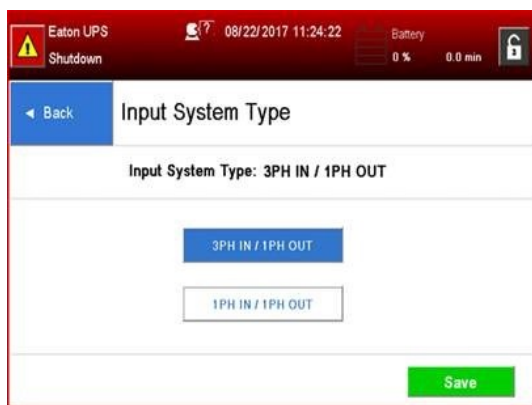 Eaton UPS
Shutdown
?
08/22/2017 11:24:22
Battery
0 % 0.0 min
◄ Back
Input System Type
Input System Type: 3PH IN / 1PH OUT
3PH IN / 1PH OUT
1PH IN / 1PH OUT
Save